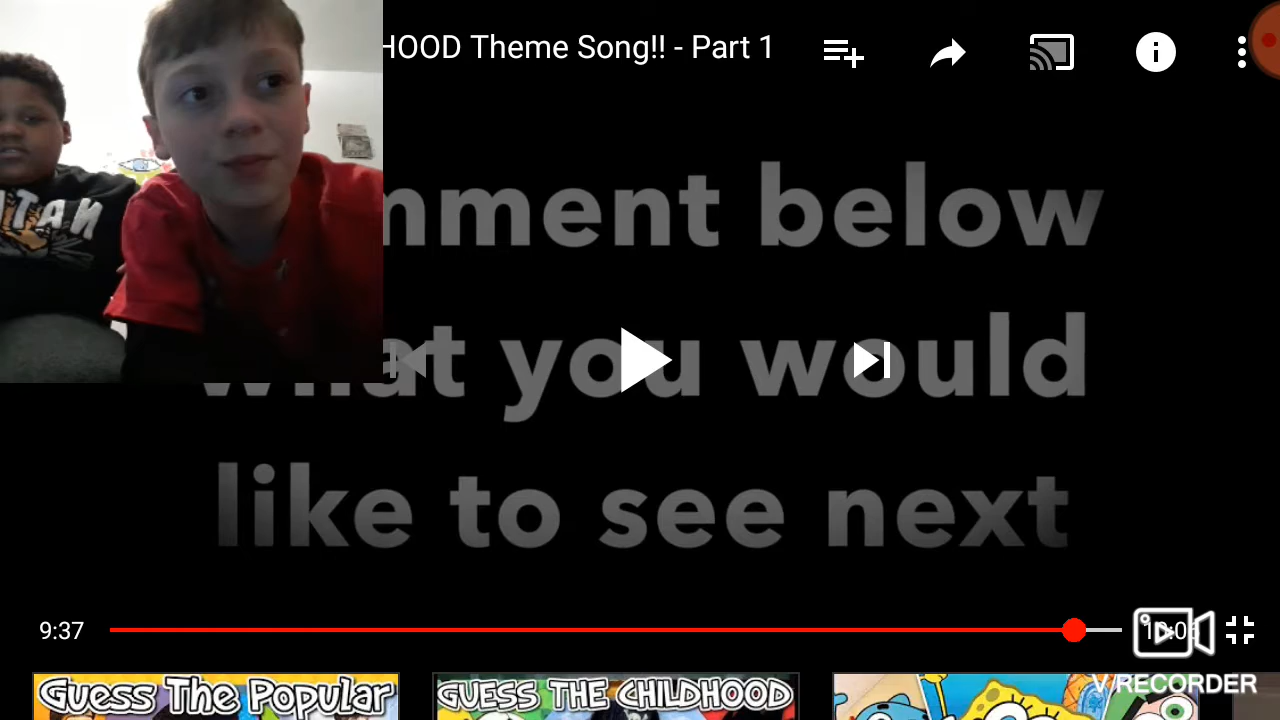 HOOD Theme Song!! - Part 1
mment below
what you would
like to see next
9:37
V.RECORDER
GUESS THE POPULAR
GUESS THE CHILDHOOD